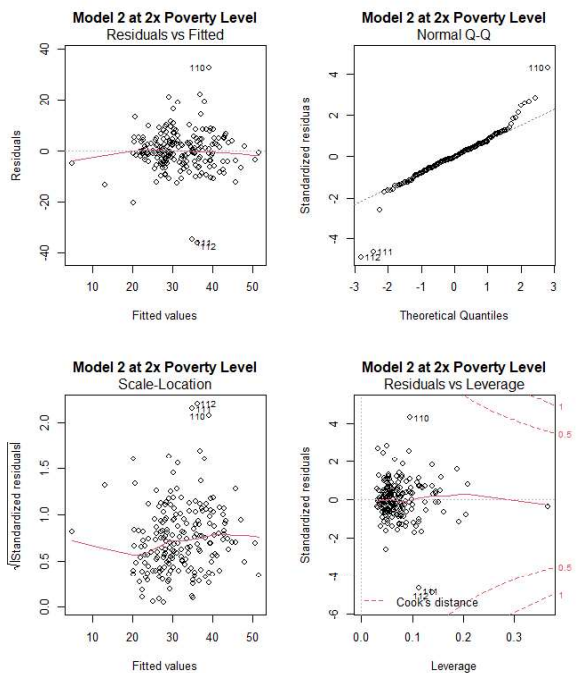 Model 2 at 2x Poverty Level
Residuals vs Fitted
Residuals
40
20
0
-20
-40
110
111
112
10 20 30 40 50
Fitted values
Model 2 at 2x Poverty Level
Normal Q-Q
Standardized residuals
4
2
0
-2
-4
110
111
112
-3 -2 -1 0 1 2 3
Theoretical Quantiles
Model 2 at 2x Poverty Level
Scale-Location
√|Standardized residuals|
2.0
1.5
1.0
0.5
0.0
112
111
110
10 20 30 40 50
Fitted values
Model 2 at 2x Poverty Level
Residuals vs Leverage
Standardized residuals
4
2
0
-2
-4
-6
110
111
112
1
0.5
0.5
1
Cook's distance
0.0 0.1 0.2 0.3
Leverage